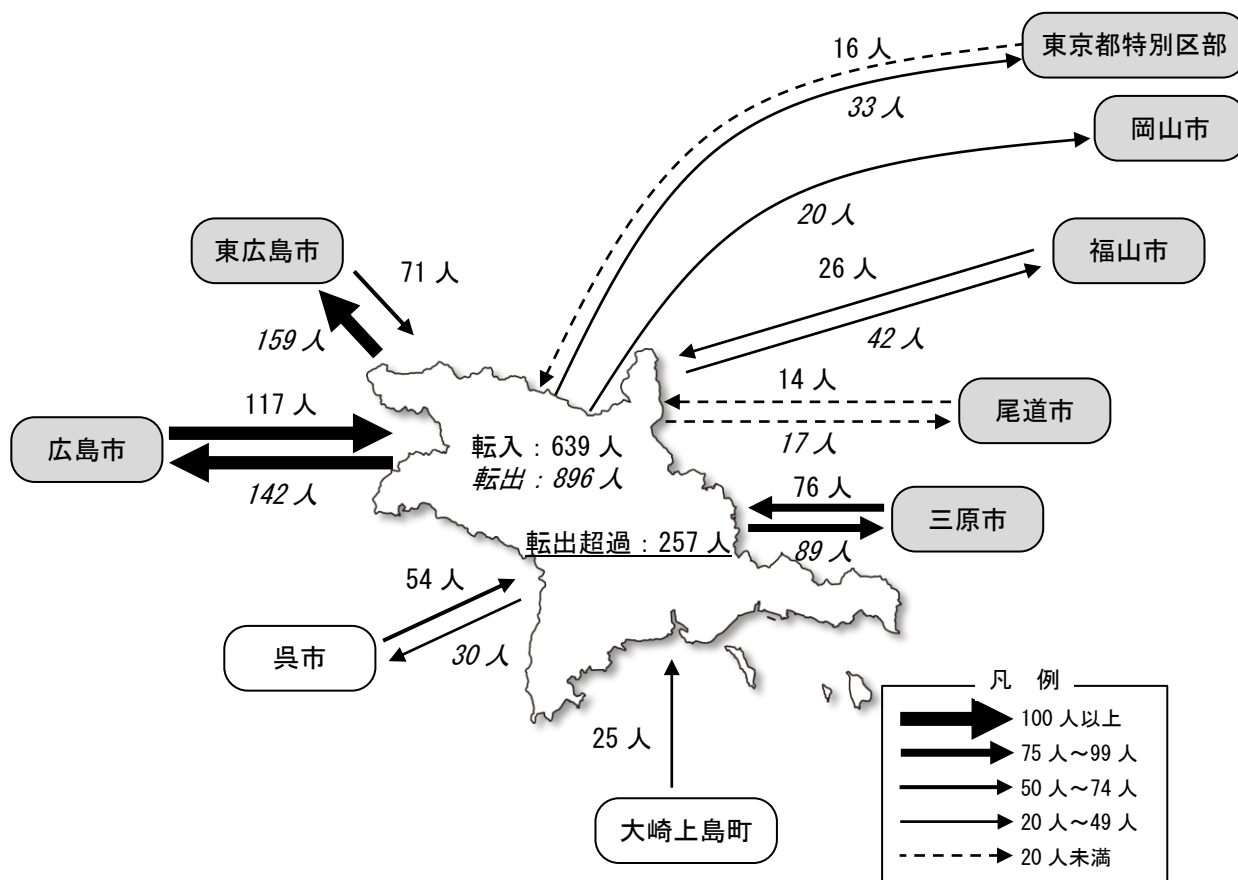 東京都特別区部
16 人
33 人
岡山市
20 人
東広島市
71 人
159 人
福山市
26 人
42 人
117 人
広島市
142 人
転入：639 人
転出：896 人
転出超過：257 人
14 人
尾道市
17 人
76 人
三原市
89 人
54 人
呉市
30 人
25 人
大崎上島町
凡 例
100 人以上
75 人～99 人
50 人～74 人
20 人～49 人
20 人未満